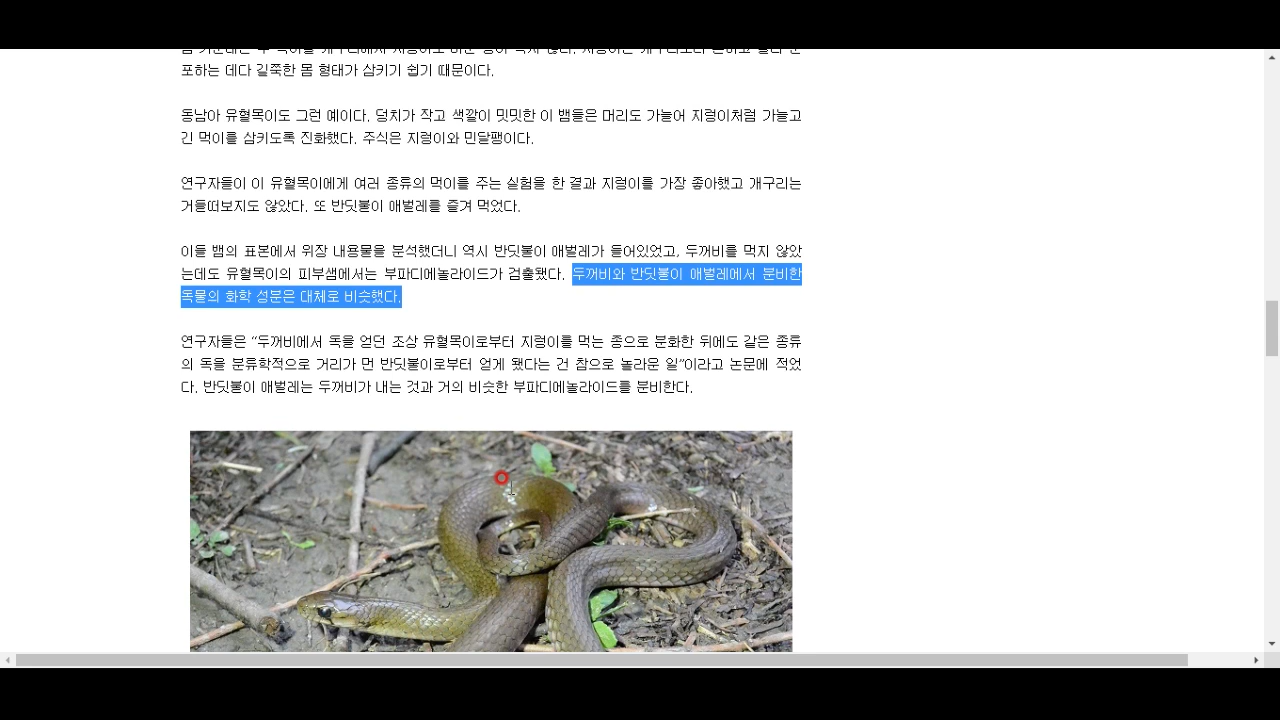 포하는 데다 길쭉한 몸 형태가 삼키기 쉽기 때문이다.
동남아 유혈목이도 그런 예이다. 덩치가 작고 색깔이 밋밋한 이 뱀들은 머리도 가늘어 지렁이처럼 가늘고
긴 먹이를 삼키도록 진화했다. 주식은 지렁이와 민달팽이다.
연구자들이 이 유혈목이에게 여러 종류의 먹이를 주는 실험을 한 결과 지렁이를 가장 좋아했고 개구리는
거들떠보지도 않았다. 또 반딧불이 애벌레를 즐겨 먹었다.
이들 뱀의 표본에서 위장 내용물을 분석했더니 역시 반딧불이 애벌레가 들어있었고, 두꺼비를 먹지 않았
는데도 유혈목이의 피부샘에서는 부파디에놀라이드가 검출됐다. 두꺼비와 반딧불이 애벌레에서 분비한
독물의 화학 성분은 대체로 비슷했다.
연구자들은 “두꺼비에서 독을 얻던 조상 유혈목이로부터 지렁이를 먹는 종으로 분화한 뒤에도 같은 종류
의 독을 분류학적으로 거리가 먼 반딧불이로부터 얻게 됐다는 건 참으로 놀라운 일”이라고 논문에 적었
다. 반딧불이 애벌레는 두꺼비가 내는 것과 거의 비슷한 부파디에놀라이드를 분비한다.